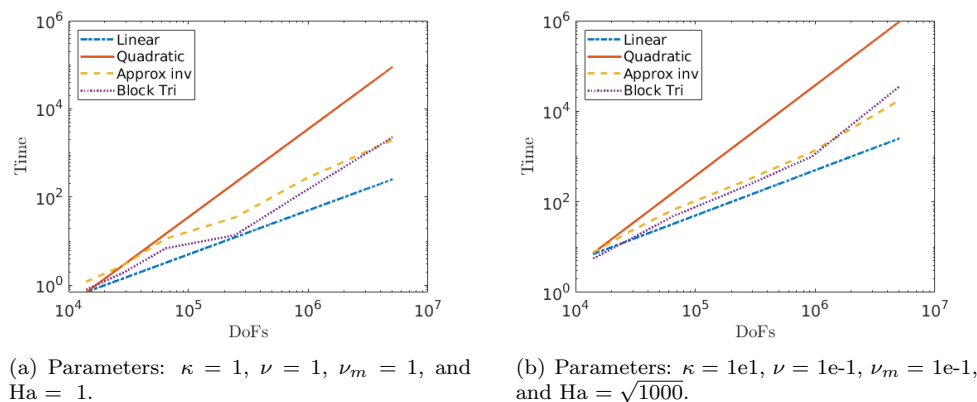 10^6
10^4
10^2
10^0
Time
Linear
Quadratic
Approx inv
Block Tri
10^4
10^5
10^6
10^7
DoFs
(a) Parameters: κ = 1, ν = 1, ν_m = 1, and
Ha = 1.
10^6
10^4
10^2
10^0
Time
Linear
Quadratic
Approx inv
Block Tri
10^4
10^5
10^6
10^7
DoFs
(b) Parameters: κ = 1e1, ν = 1e-1, ν_m = 1e-1,
and Ha = √1000.